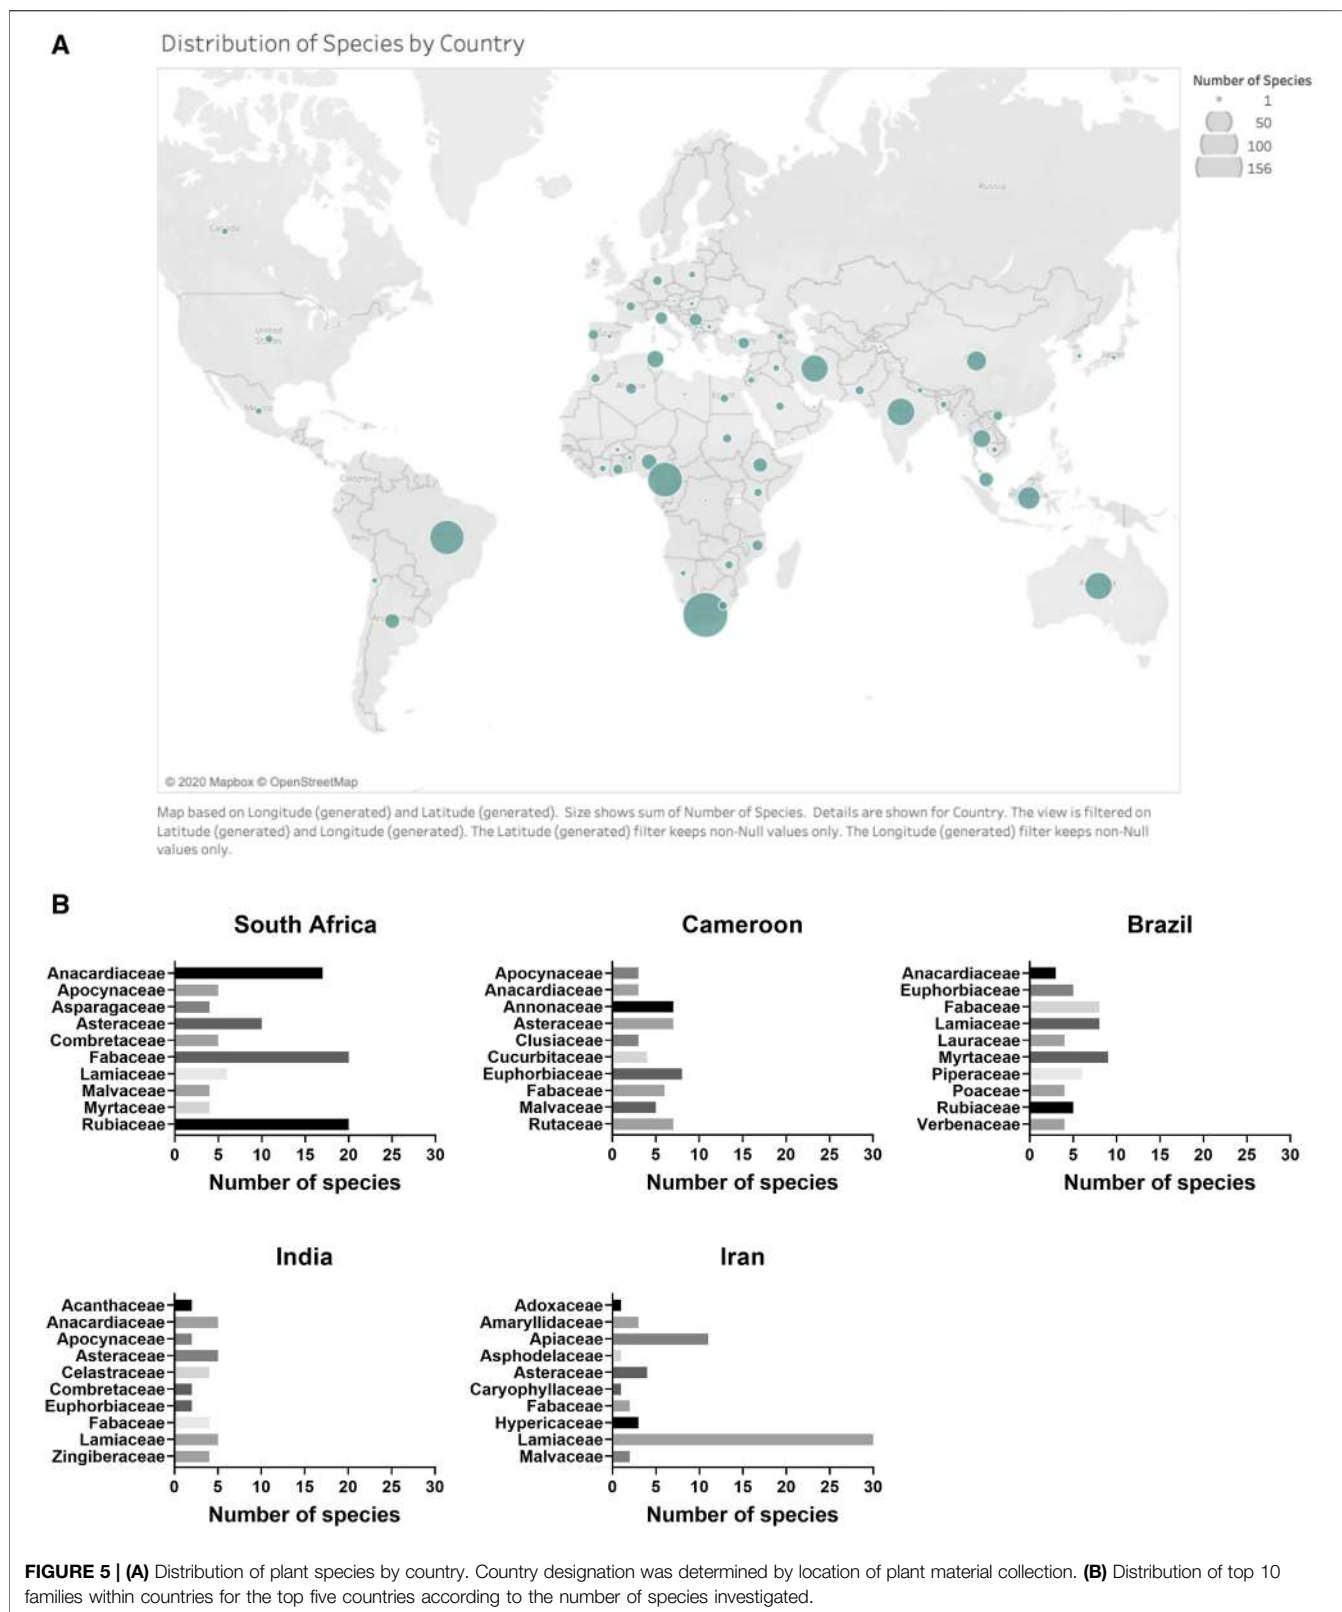 A
Distribution of Species by Country
Number of Species
1
50
100
156
Russia
Canada
United
States
Mexico
Colombia
Peru
Argentina
Algeria
Egypt
© 2020 Mapbox © OpenStreetMap
Map based on Longitude (generated) and Latitude (generated). Size shows sum of Number of Species. Details are shown for Country. The view is filtered on
Latitude (generated) and Longitude (generated). The Latitude (generated) filter keeps non-Null values only. The Longitude (generated) filter keeps non-Null
values only.
B
South Africa
Anacardiaceae
Apocynaceae
Asparagaceae
Asteraceae
Combretaceae
Fabaceae
Lamiaceae
Malvaceae
Myrtaceae
Rubiaceae
0 5 10 15 20 25 30
Number of species
Cameroon
Apocynaceae
Anacardiaceae
Annonaceae
Asteraceae
Clusiaceae
Cucurbitaceae
Euphorbiaceae
Fabaceae
Malvaceae
Rutaceae
0 5 10 15 20 25 30
Number of species
Brazil
Anacardiaceae
Euphorbiaceae
Fabaceae
Lamiaceae
Lauraceae
Myrtaceae
Piperaceae
Poaceae
Rubiaceae
Verbenaceae
0 5 10 15 20 25 30
Number of species
India
Acanthaceae
Anacardiaceae
Apocynaceae
Asteraceae
Celastraceae
Combretaceae
Euphorbiaceae
Fabaceae
Lamiaceae
Zingiberaceae
0 5 10 15 20 25 30
Number of species
Iran
Adoxaceae
Amaryllidaceae
Apiaceae
Asphodelaceae
Asteraceae
Caryophyllaceae
Fabaceae
Hypericaceae
Lamiaceae
Malvaceae
0 5 10 15 20 25 30
Number of species
FIGURE 5 | (A) Distribution of plant species by country. Country designation was determined by location of plant material collection. (B) Distribution of top 10
families within countries for the top five countries according to the number of species investigated.